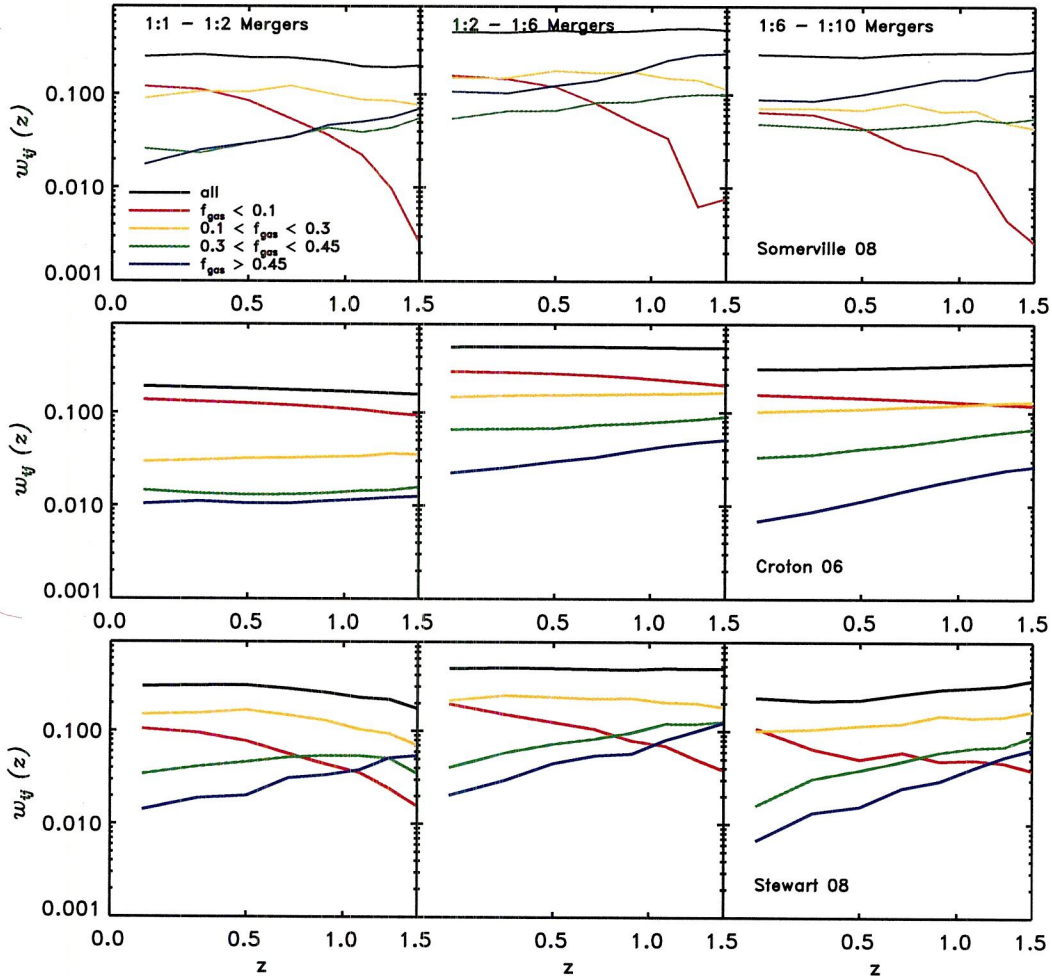 1:1 - 1:2 Mergers
1:2 - 1:6 Mergers
1:6 - 1:10 Mergers
w_ij (z)
0.100
0.010
0.001
all
f_gas < 0.1
0.1 < f_gas < 0.3
0.3 < f_gas < 0.45
f_gas > 0.45
Somerville 08
0.0 0.5 1.0 1.5 0.5 1.0 1.5 0.5 1.0 1.5
w_ij (z)
0.100
0.010
0.001
Croton 06
0.0 0.5 1.0 1.5 0.5 1.0 1.5 0.5 1.0 1.5
w_ij (z)
0.100
0.010
0.001
Stewart 08
0.0 0.5 1.0 1.5 0.5 1.0 1.5 0.5 1.0 1.5
z z z